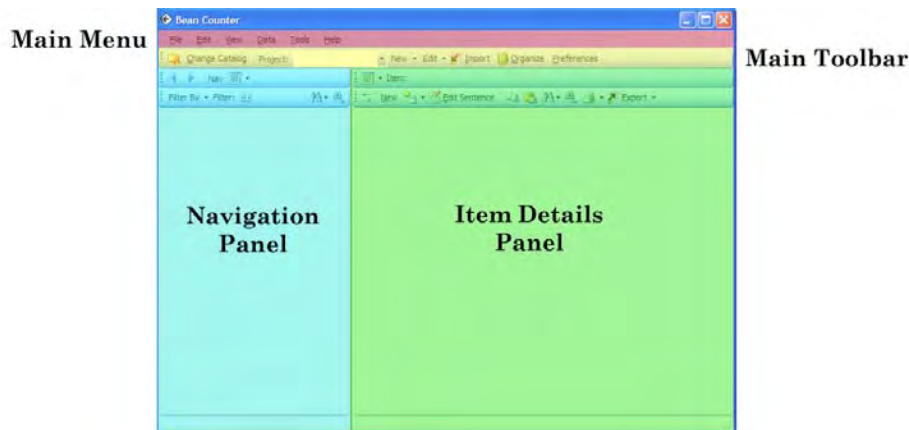 Bean Counter
Main Menu
File Edit View Data Tools Help
Change Catalog Project: New Edit Import Organize Preferences
Main Toolbar
Nav Item:
Filter By Filter: New Edit Sentence Export
Navigation
Panel
Item Details
Panel